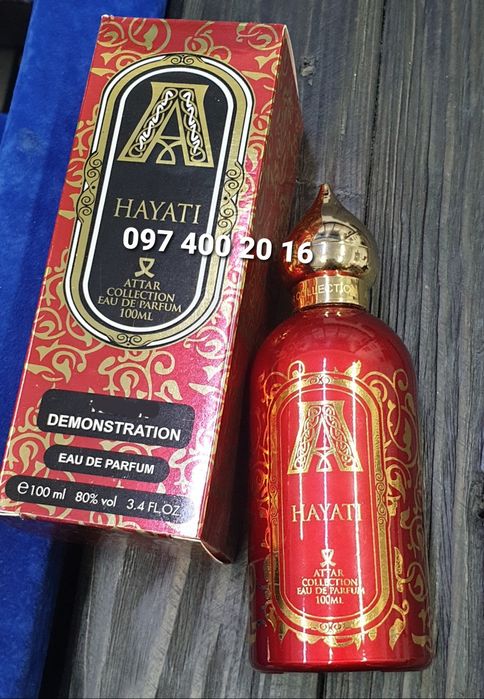 A
HAYATI
097 400 20 16
ATTAR
COLLECTION
EAU DE PARFUM
100ML
DEMONSTRATION
EAU DE PARFUM
e 100 ml 80% vol 3.4 FL.OZ
COLLECTION
A
HAYATI
ATTAR
COLLECTION
EAU DE PARFUM
100ML